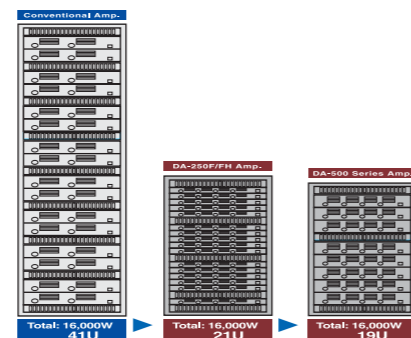 Conventional Amp.
DA-250F/FH Amp.
DA-500 Series Amp.
Total: 16,000W
41U
Total: 16,000W
21U
Total: 16,000W
19U